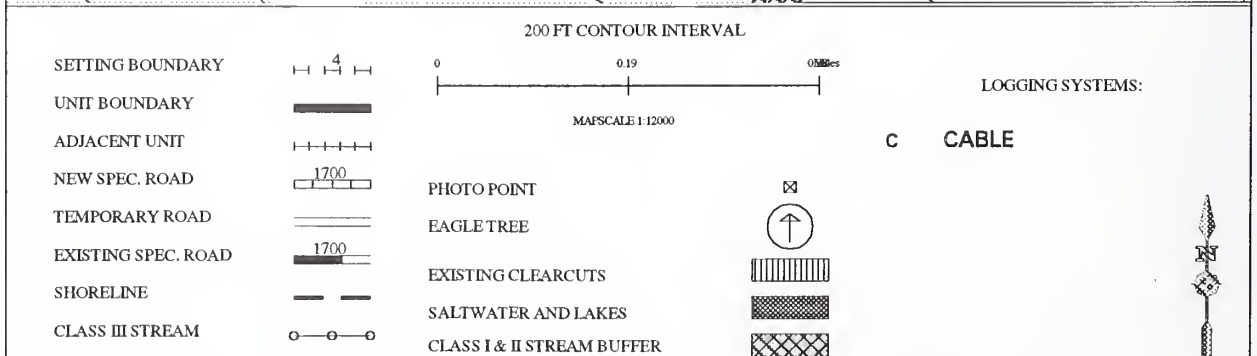 200 FT CONTOUR INTERVAL
SETTING BOUNDARY 4
UNIT BOUNDARY
ADJACENT UNIT
NEW SPEC. ROAD 1700
TEMPORARY ROAD
EXISTING SPEC. ROAD 1700
SHORELINE
CLASS III STREAM
0 0.19
MAPSCALE 1:12000
PHOTO POINT
EAGLE TREE
EXISTING CLEARCUTS
SALTWATER AND LAKES
CLASS I & II STREAM BUFFER
LOGGING SYSTEMS:
C CABLE
N